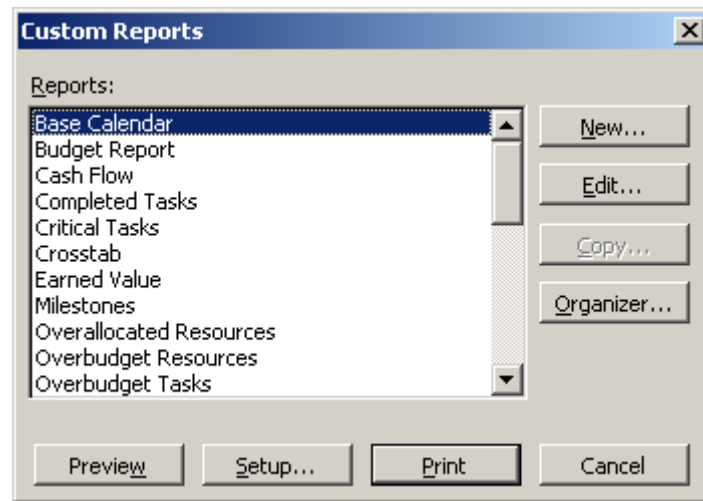 Custom Reports
Reports:
Base Calendar
Budget Report
Cash Flow
Completed Tasks
Critical Tasks
Crosstab
Earned Value
Milestones
Overallocated Resources
Overbudget Resources
Overbudget Tasks
New...
Edit...
Copy...
Organizer...
Preview
Setup...
Print
Cancel